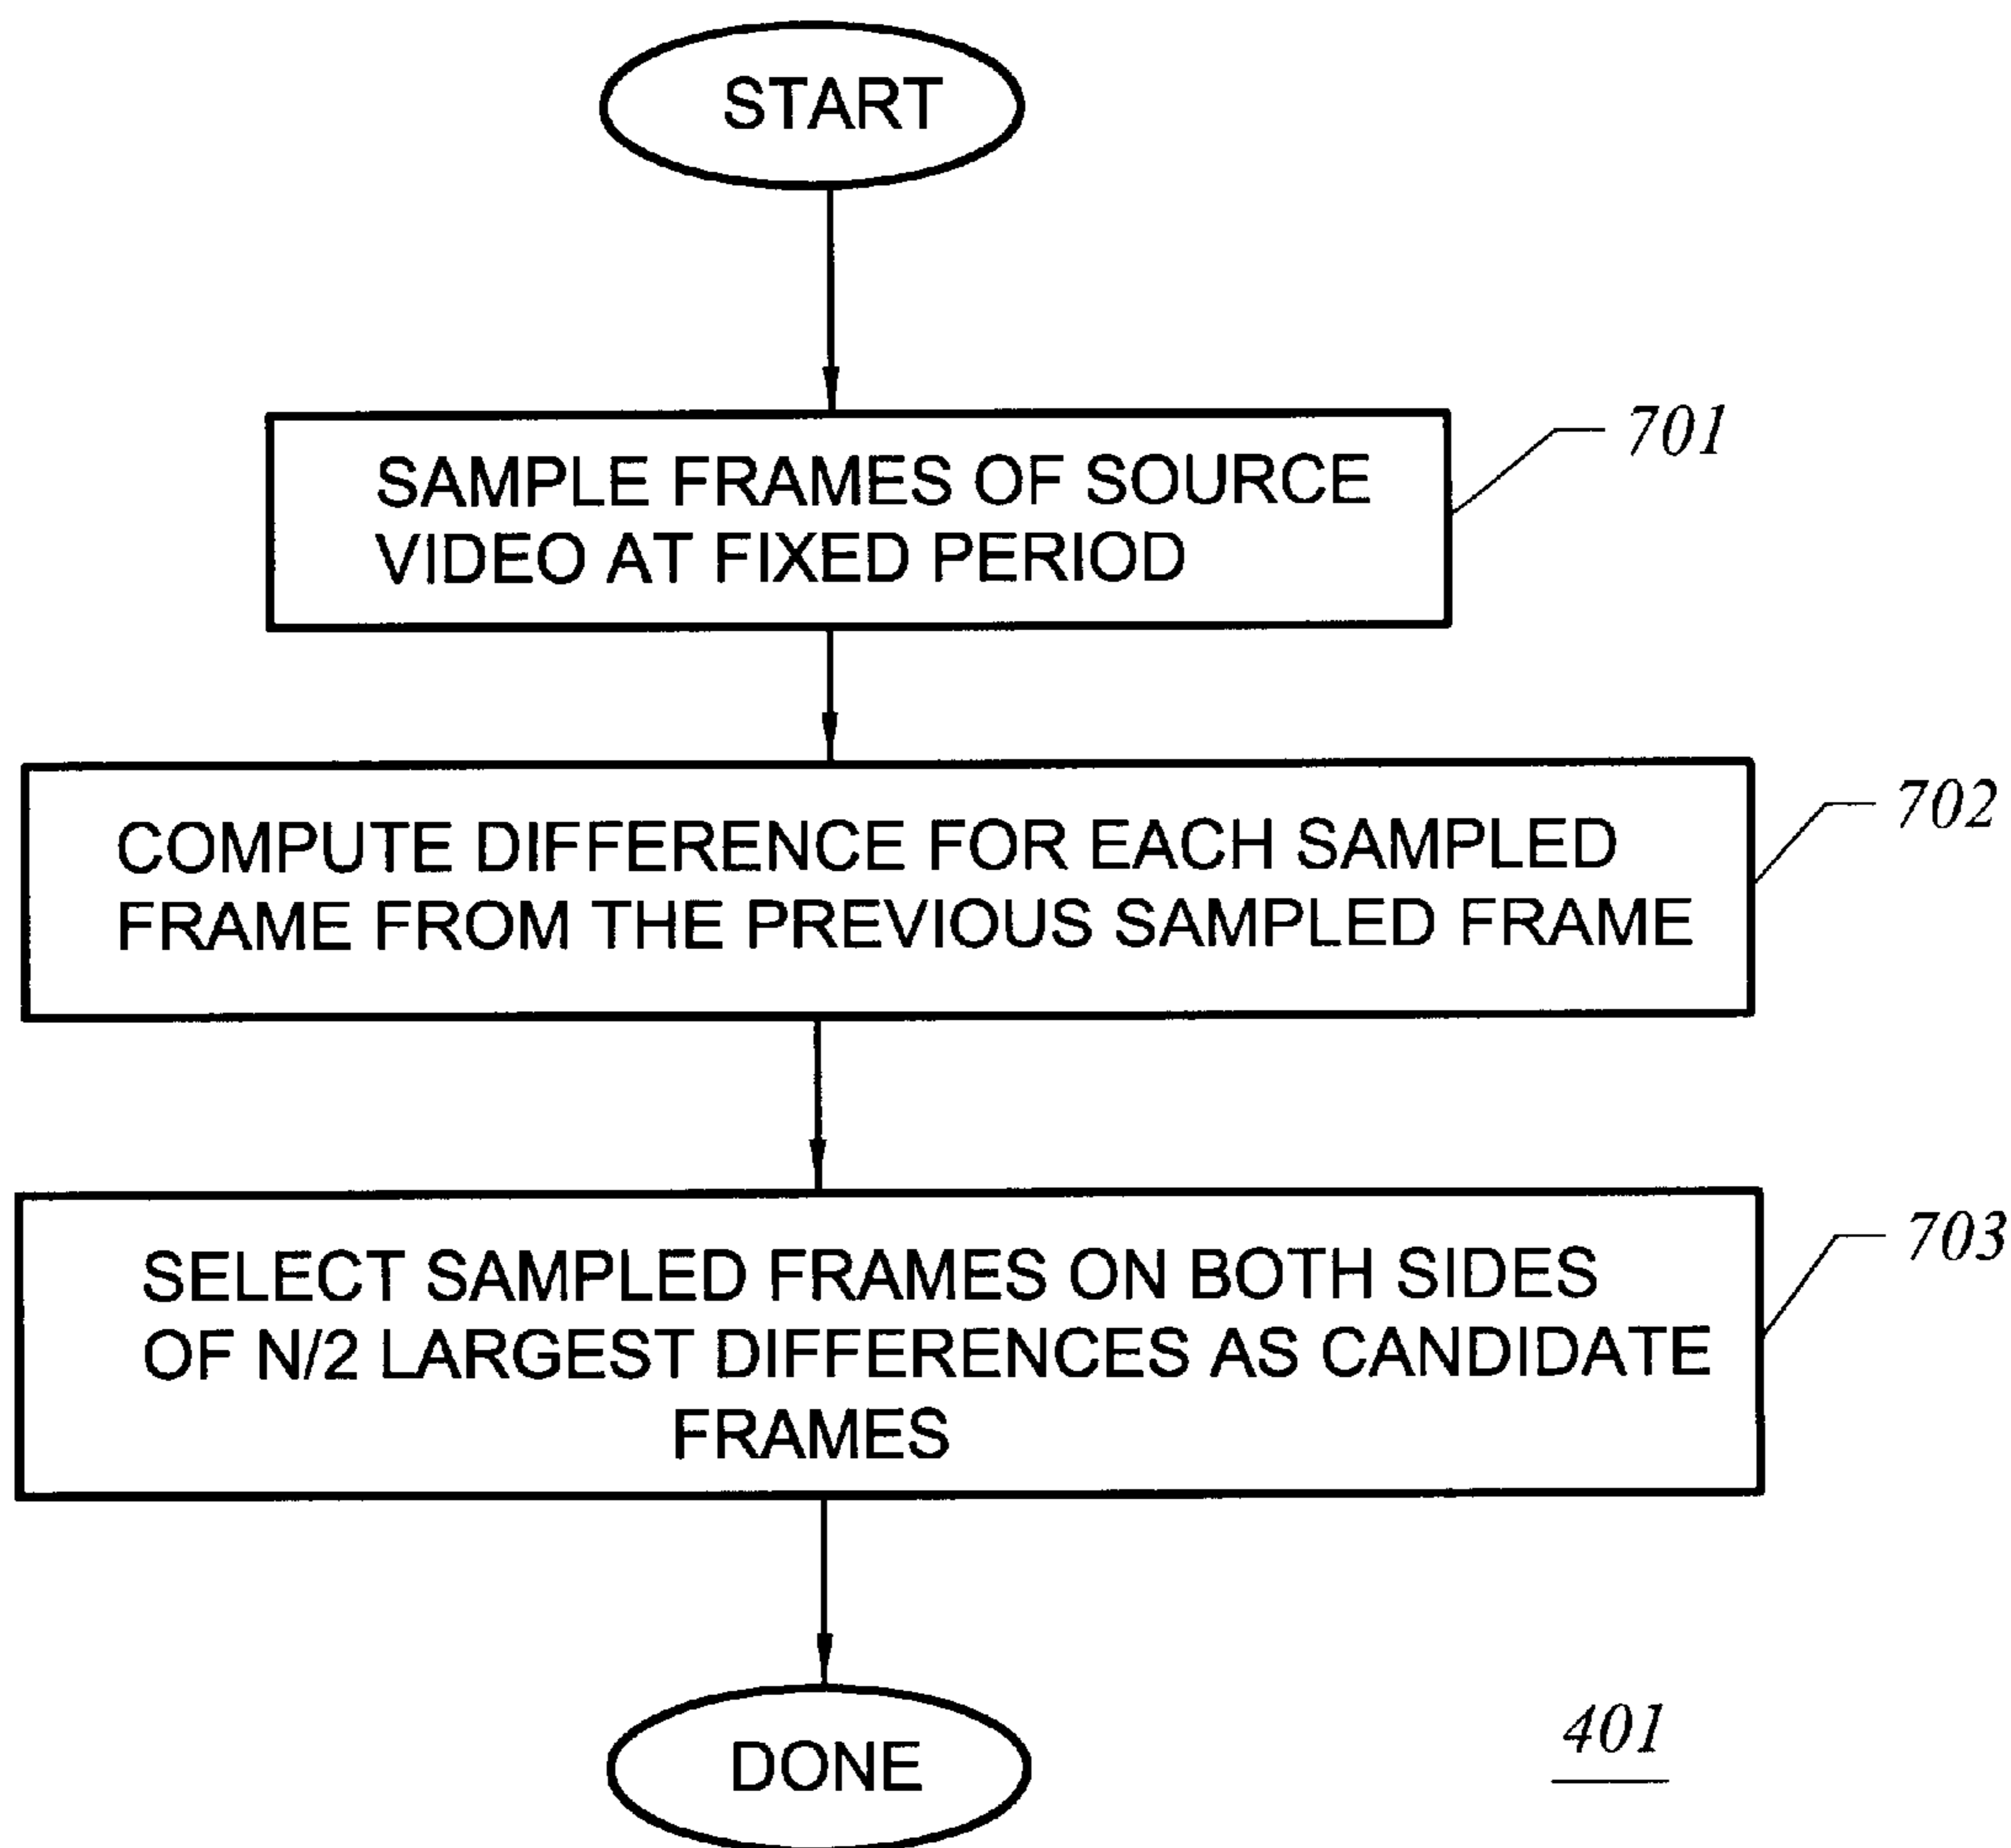 START
SAMPLE FRAMES OF SOURCE
VIDEO AT FIXED PERIOD
701
COMPUTE DIFFERENCE FOR EACH SAMPLED
FRAME FROM THE PREVIOUS SAMPLED FRAME
702
SELECT SAMPLED FRAMES ON BOTH SIDES
OF N/2 LARGEST DIFFERENCES AS CANDIDATE
FRAMES
703
DONE
401